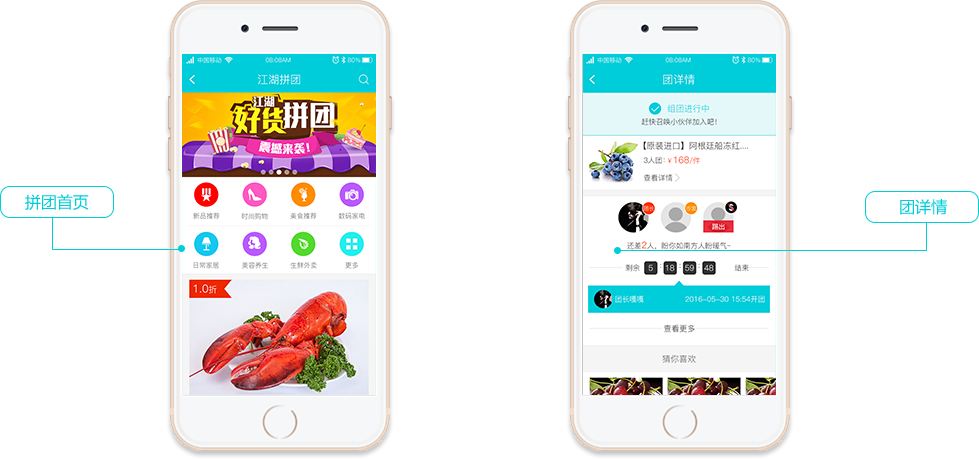 中国移动
08:08AM
80%
江湖拼团
江湖
好货拼团
震撼来袭!
新品推荐
时尚购物
美食推荐
数码家电
日常家居
美容养生
生鲜外卖
更多
1.0折
拼团首页
中国移动
08:08AM
80%
团详情
组团进行中
赶快召唤小伙伴加入吧!
【原装进口】阿根廷船冻红....
3人团: ¥168/件
查看详情
团长
沙发
$
踢出
还差2人，盼你如南方人盼暖气~
剩余 5 : 18 : 59 : 48 结束
团长嘎嘎 2016-05-30 15:54开团
查看更多
猜你喜欢
团详情